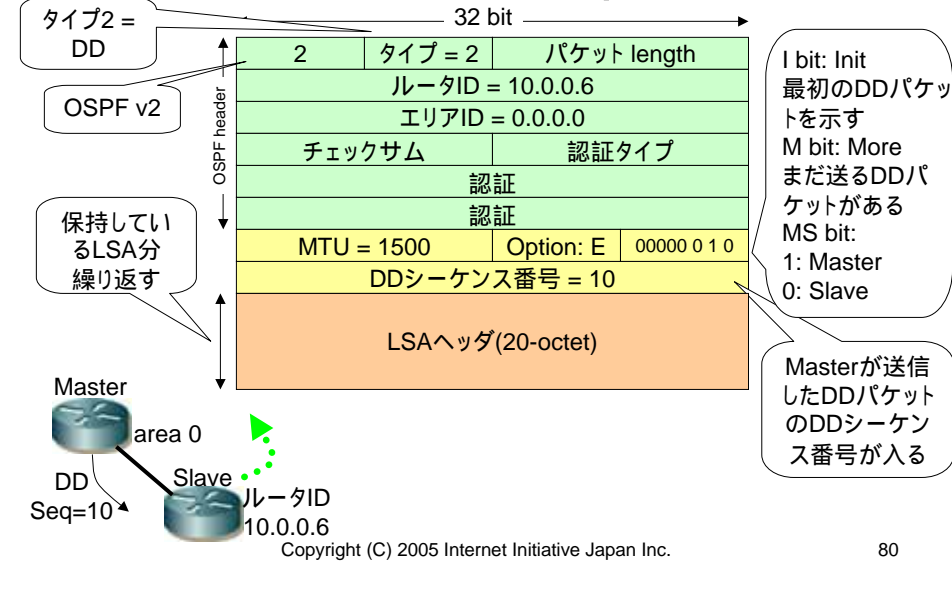 32 bit
タイプ2 =
DD
2
タイプ = 2
パケット length
ルータID = 10.0.0.6
エリアID = 0.0.0.0
チェックサム
認証タイプ
認証
認証
MTU = 1500
Option: E
00000 0 1 0
DDシーケンス番号 = 10
LSAヘッダ(20-octet)
OSPF header
OSPF v2
保持してい
るLSA分
繰り返す
I bit: Init
最初のDDパケッ
トを示す
M bit: More
まだ送るDDパ
ケットがある
MS bit:
1: Master
0: Slave
Masterが送信
したDDパケット
のDDシーケン
ス番号が入る
Master
area 0
DD
Seq=10
Slave
ルータID
10.0.0.6
Copyright (C) 2005 Internet Initiative Japan Inc.
80